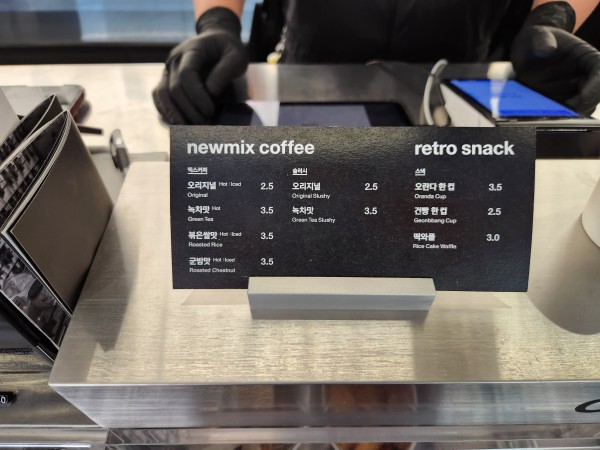 newmix coffee
믹스커피
오리지널 Hot Iced 2.5
Original
녹차맛 Hot 3.5
Green Tea
볶은쌀맛 Hot Iced 3.5
Roasted Rice
군밤맛 Hot Iced 3.5
Roasted Chestnut
슬러시
오리지널 2.5
Original Slushy
녹차맛 3.5
Green Tea Slushy
retro snack
스낵
오란다 한 컵 3.5
Oranda Cup
건빵 한 컵 2.5
Geonbbang Cup
떡와플 3.0
Rice Cake Waffle